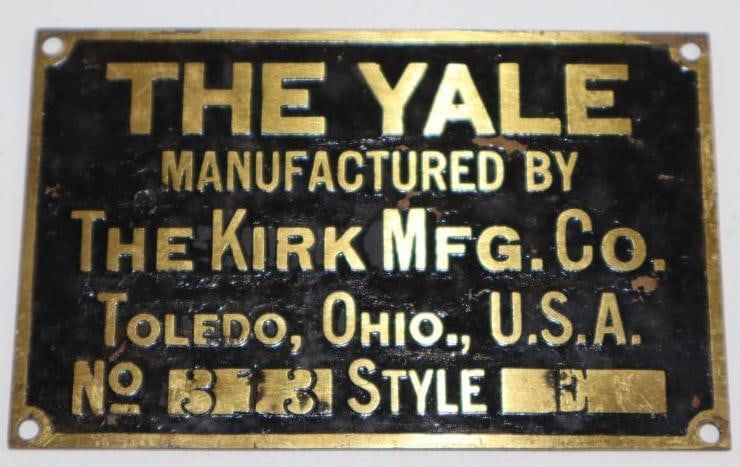 THE YALE
MANUFACTURED BY
THE KIRK MFG. CO.
TOLEDO, OHIO., U.S.A.
No STYLE E